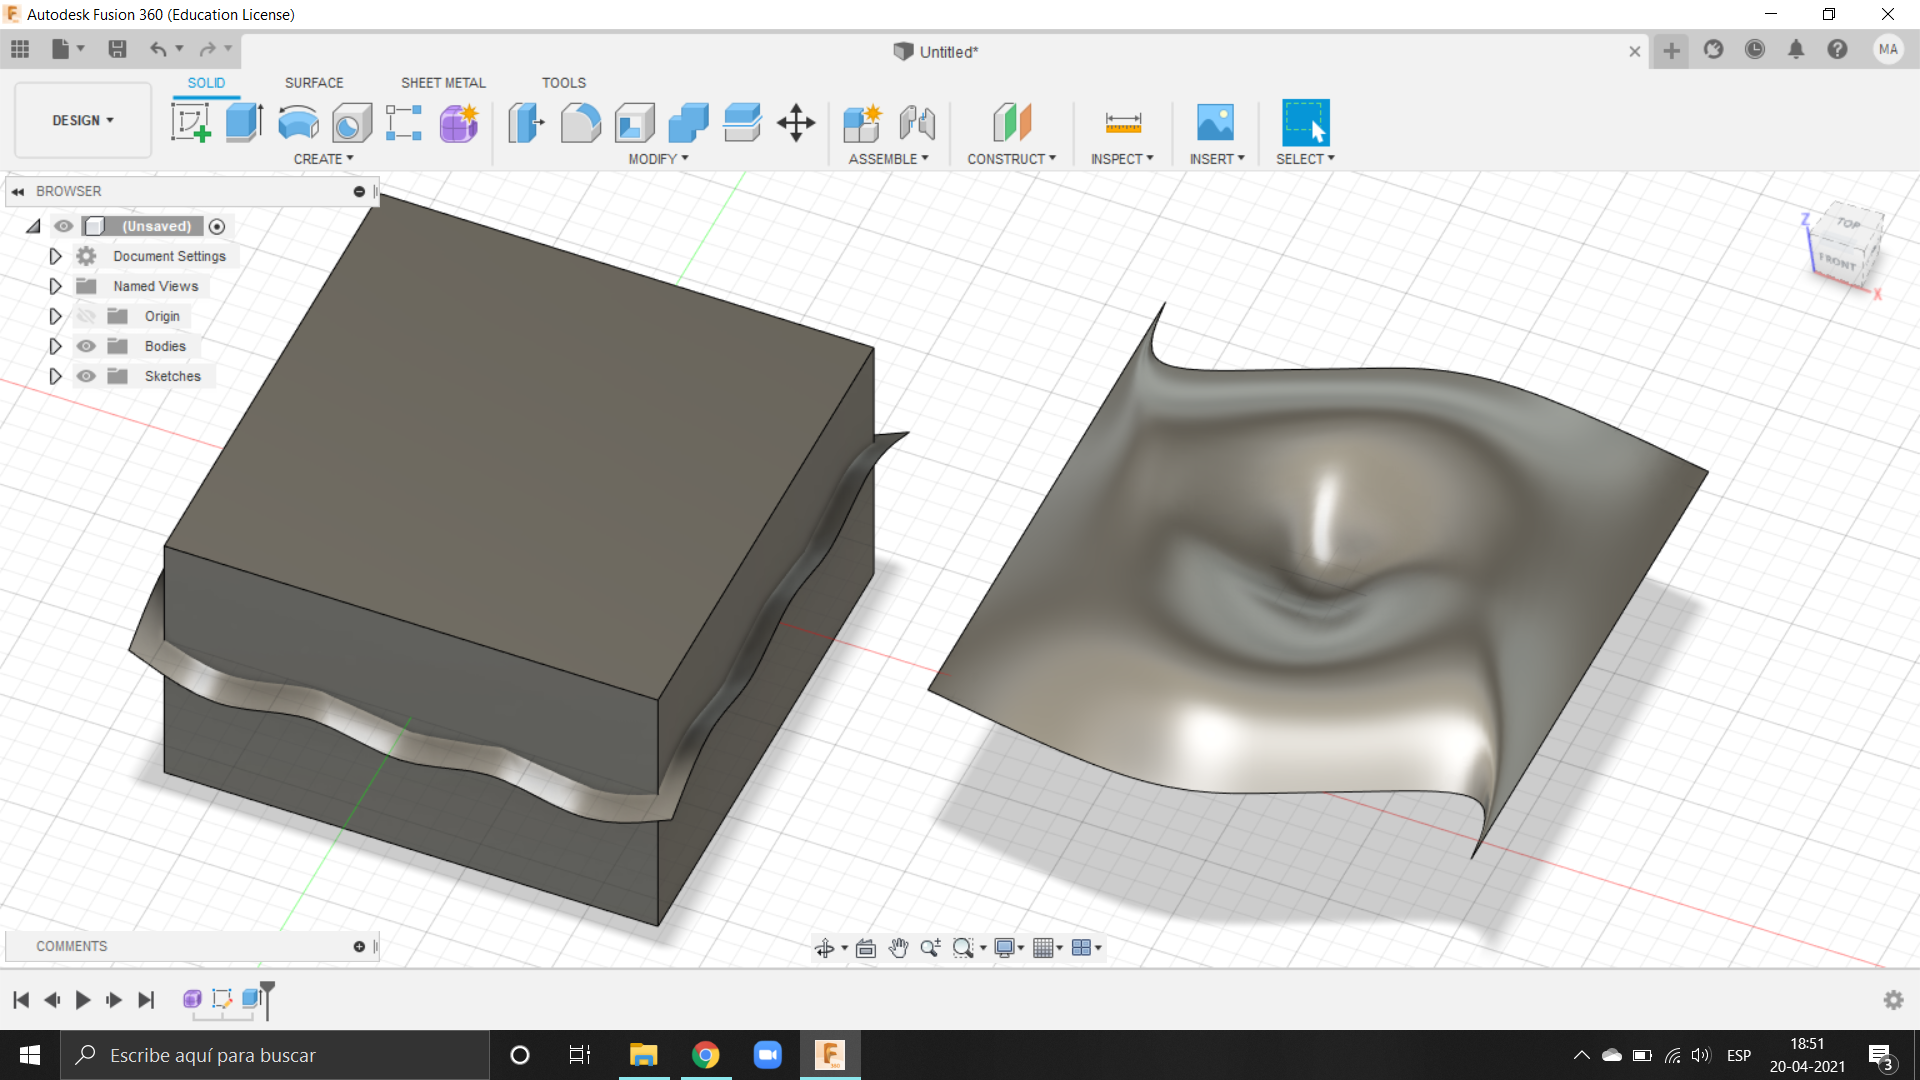 Autodesk Fusion 360 (Education License)
Untitled*
MA
SOLID
SURFACE
SHEET METAL
TOOLS
DESIGN
CREATE
MODIFY
ASSEMBLE
CONSTRUCT
INSPECT
INSERT
SELECT
BROWSER
(Unsaved)
Document Settings
Named Views
Origin
Bodies
Sketches
TOP
Z
FRONT
X
COMMENTS
Escribe aquí para buscar
ESP
18:51
20-04-2021
3